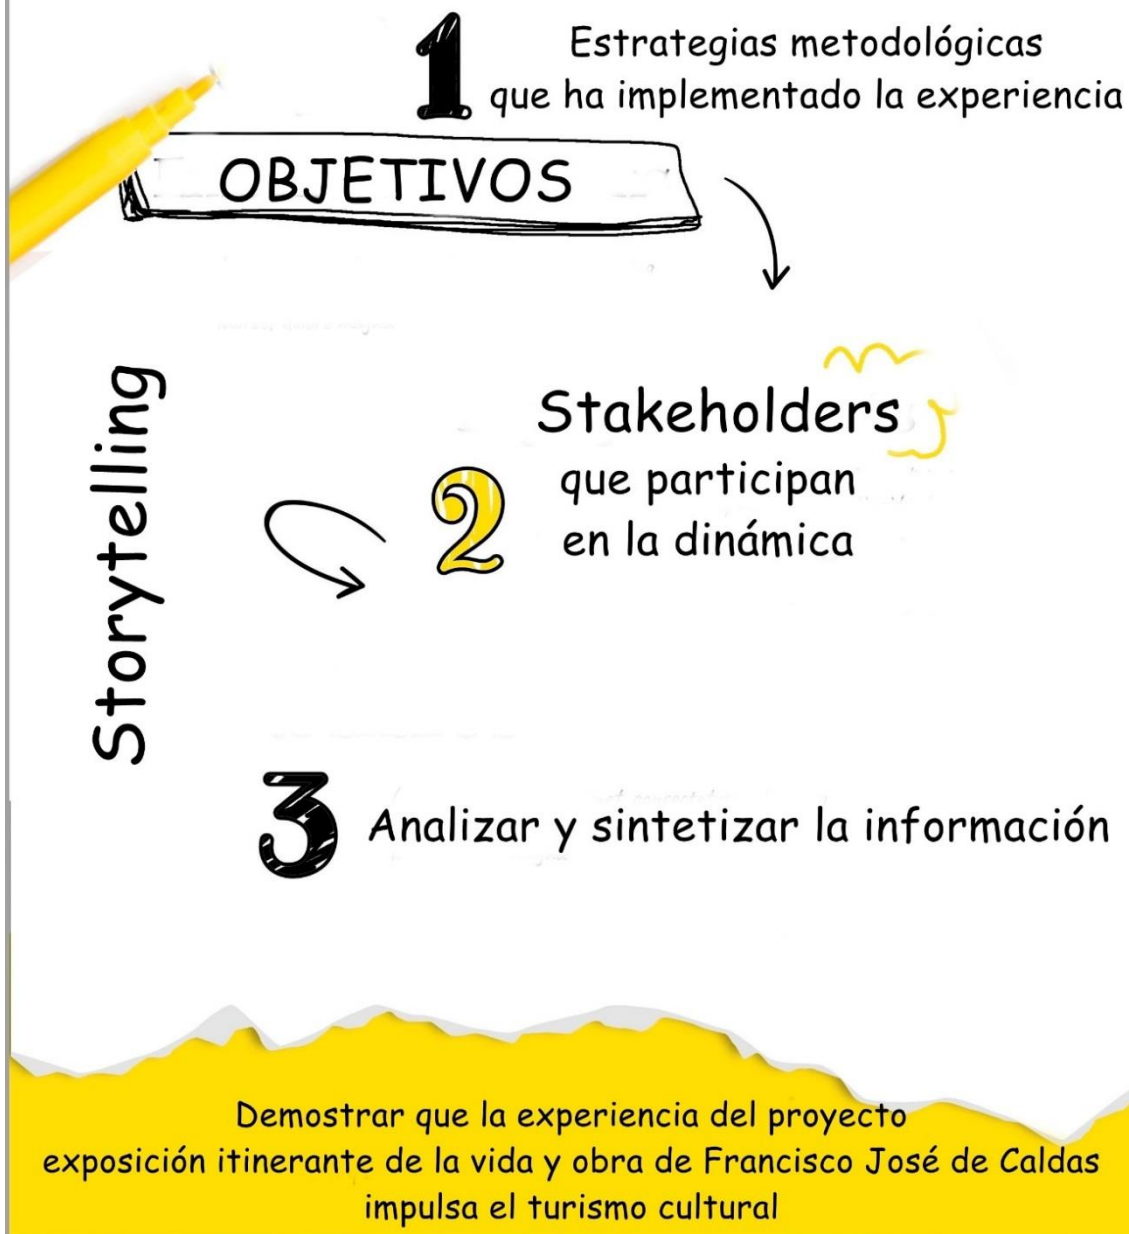 1
Estrategias metodológicas
que ha implementado la experiencia
OBJETIVOS
Storytelling
Stakeholders
2
que participan
en la dinámica
3
Analizar y sintetizar la información
Demostrar que la experiencia del proyecto
exposición itinerante de la vida y obra de Francisco José de Caldas
impulsa el turismo cultural